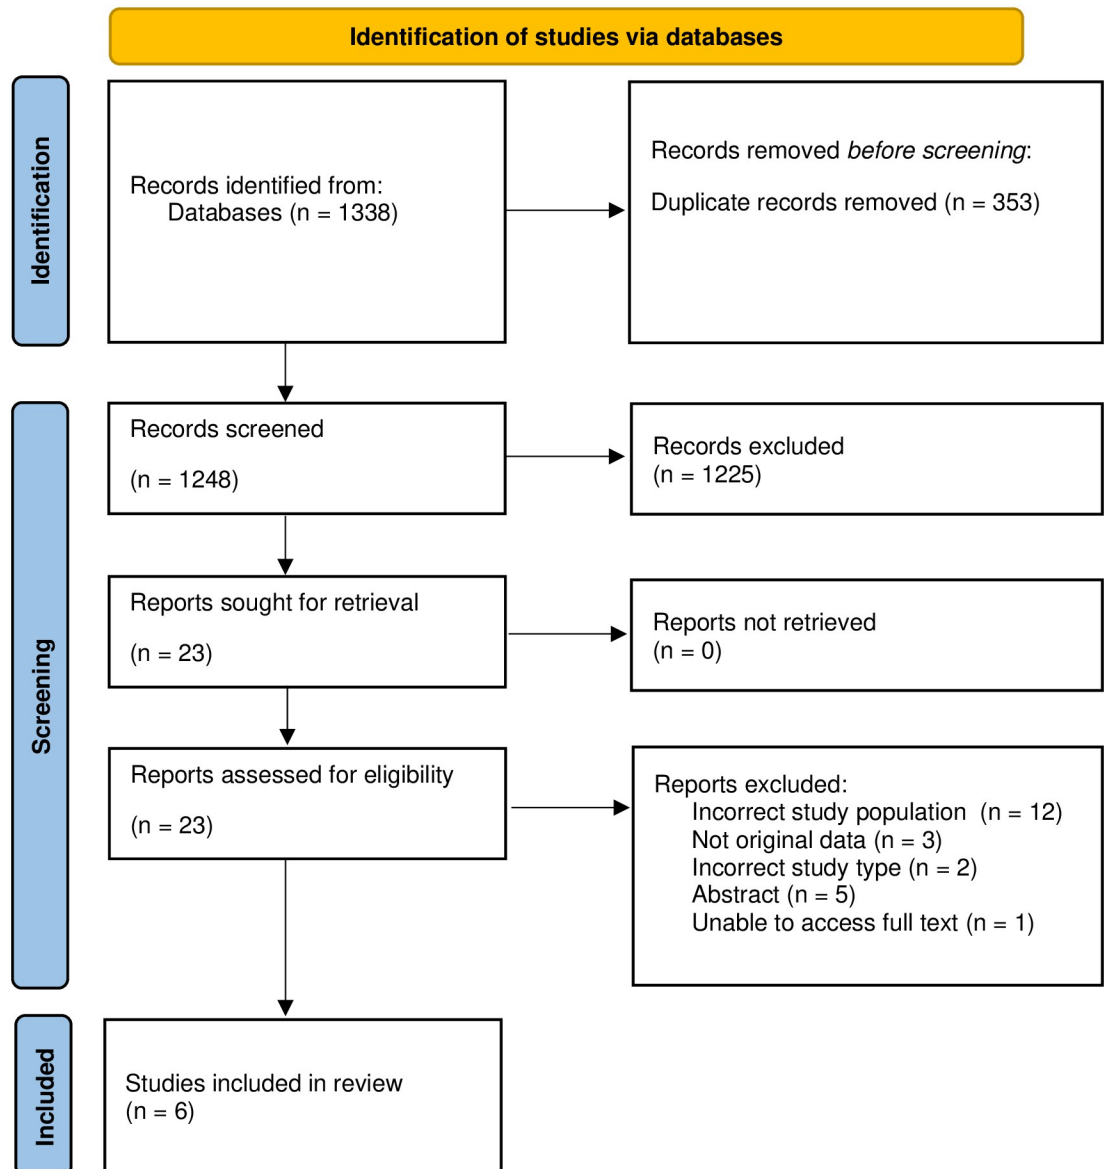 Identification of studies via databases
Identification
Records identified from:
Databases (n = 1338)
Records removed before screening:
Duplicate records removed (n = 353)
Screening
Records screened
(n = 1248)
Records excluded
(n = 1225)
Reports sought for retrieval
(n = 23)
Reports not retrieved
(n = 0)
Reports assessed for eligibility
(n = 23)
Reports excluded:
Incorrect study population (n = 12)
Not original data (n = 3)
Incorrect study type (n = 2)
Abstract (n = 5)
Unable to access full text (n = 1)
Included
Studies included in review
(n = 6)